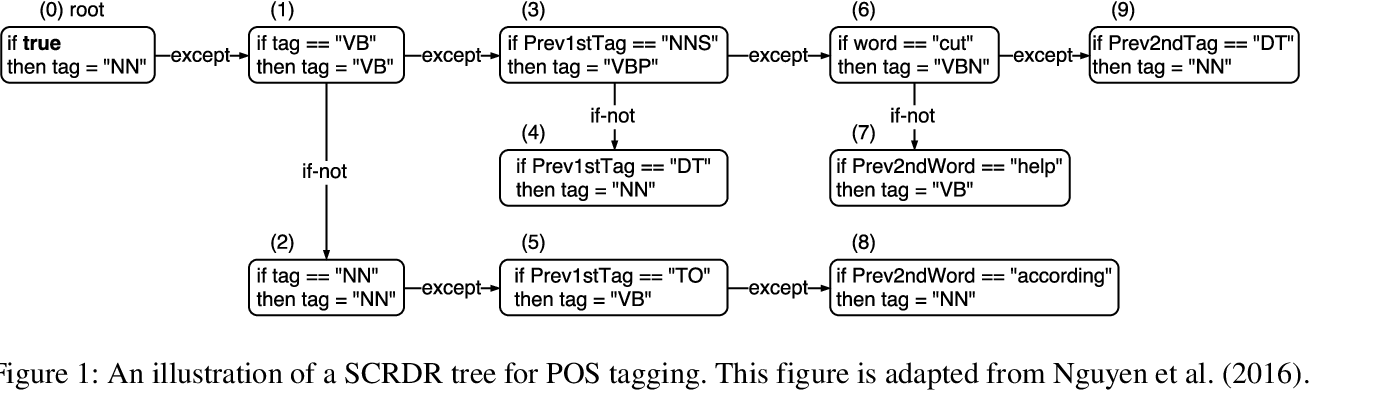 (0) root
(1)
(3)
(6)
(9)
if true
then tag = "NN"
except
if tag == "VB"
then tag = "VB"
except
if Prev1stTag == "NNS"
then tag = "VBP"
except
if word == "cut"
then tag = "VBN"
except
if Prev2ndTag == "DT"
then tag = "NN"
if-not
if-not
if-not
(4)
(7)
if Prev1stTag == "DT"
then tag = "NN"
if Prev2ndWord == "help"
then tag = "VB"
(2)
(5)
(8)
if tag == "NN"
then tag = "NN"
except
if Prev1stTag == "TO"
then tag = "VB"
except
if Prev2ndWord == "according"
then tag = "NN"
Figure 1: An illustration of a SCRDR tree for POS tagging. This figure is adapted from Nguyen et al. (2016).